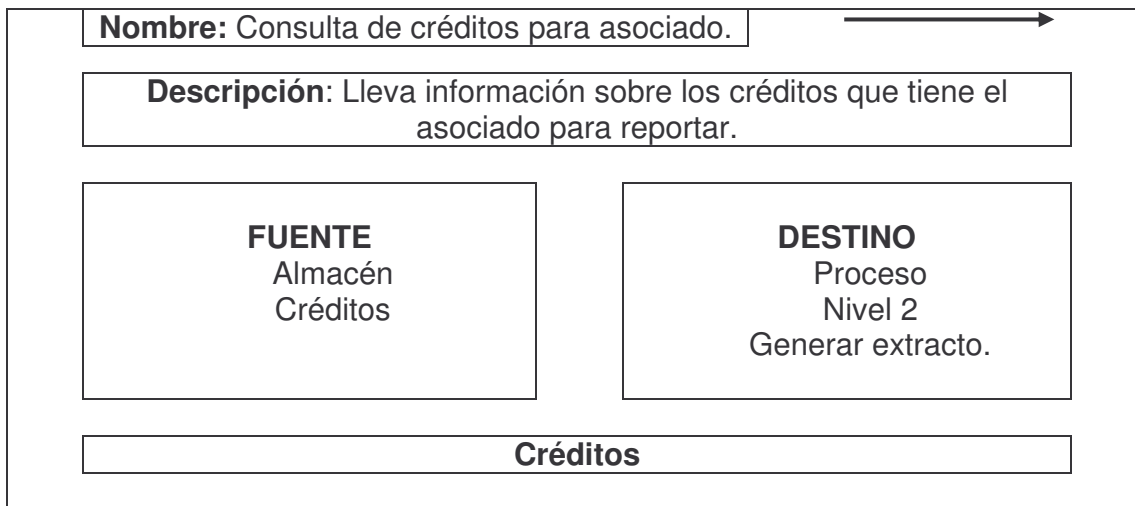 Nombre: Consulta de créditos para asociado.
Descripción: Lleva información sobre los créditos que tiene el
asociado para reportar.
FUENTE
Almacén
Créditos
DESTINO
Proceso
Nivel 2
Generar extracto.
Créditos